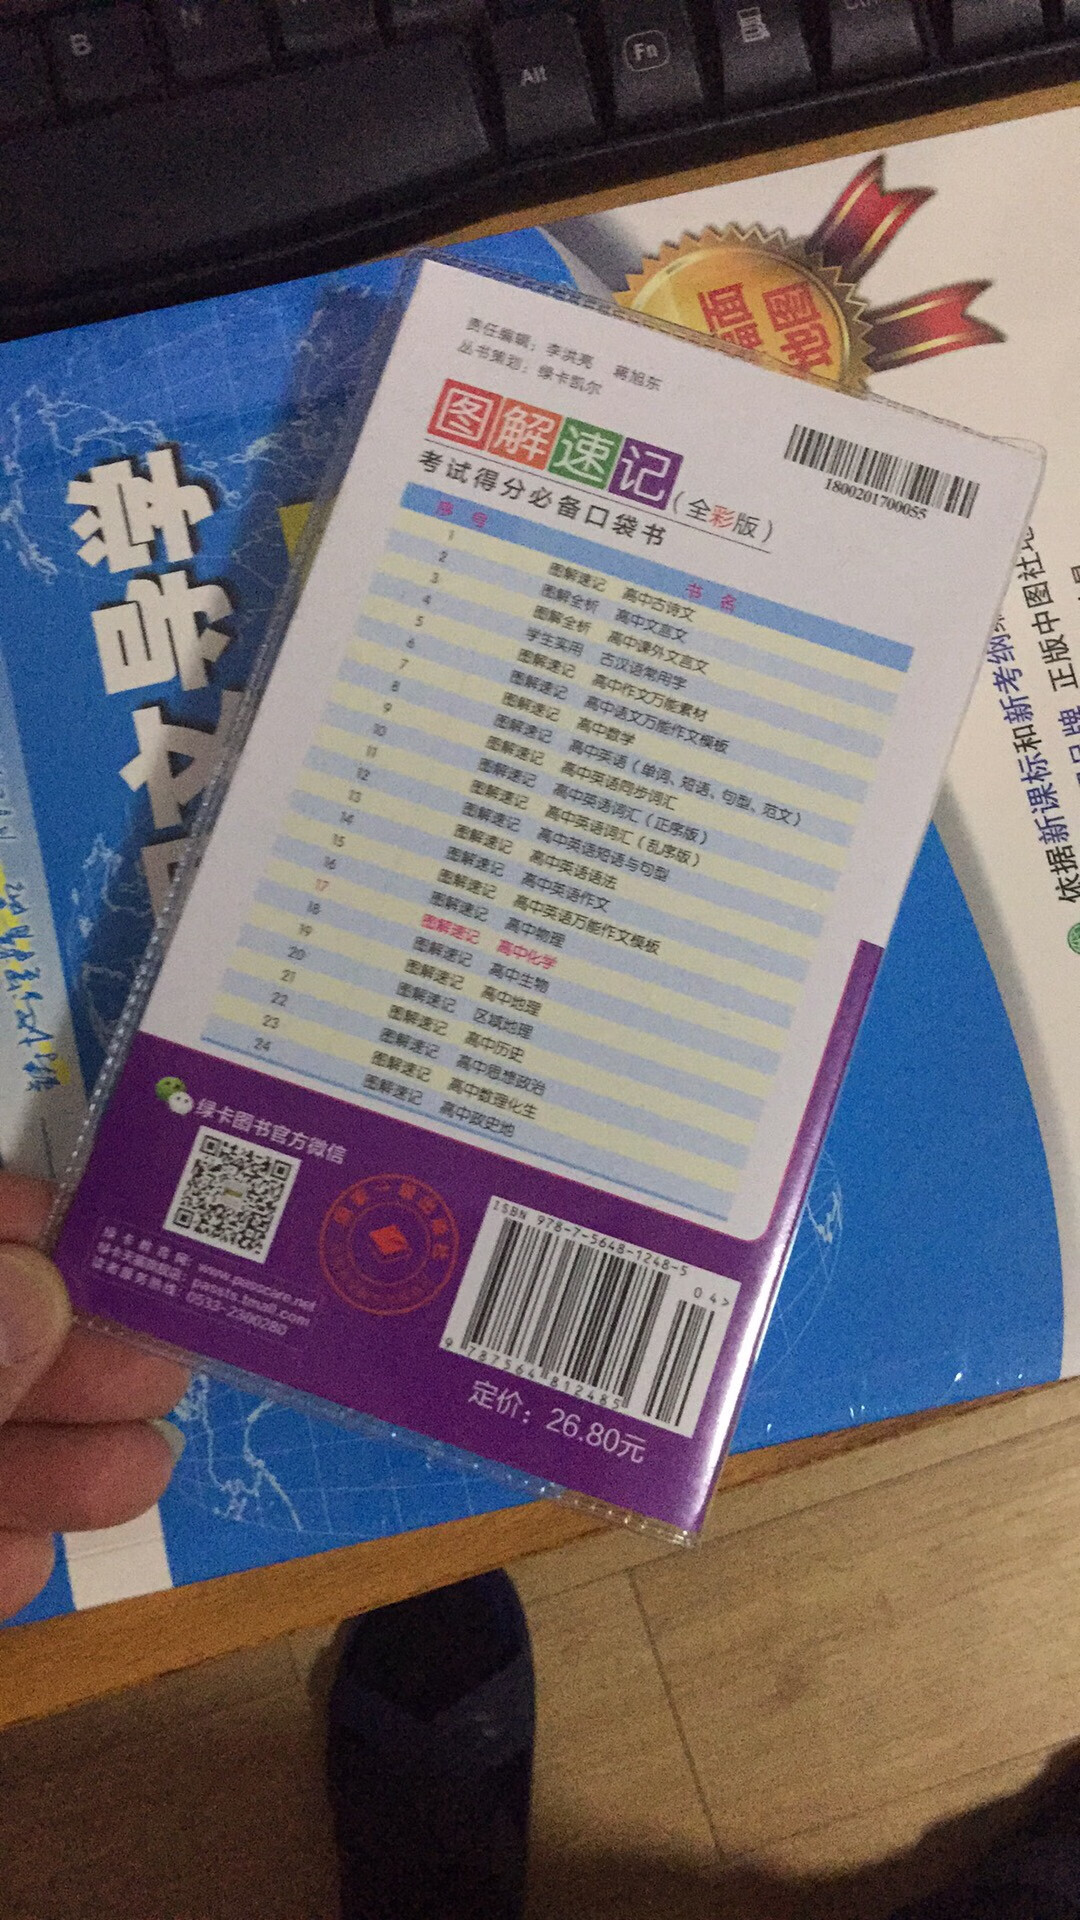 B
N
Alt
Fn
Ctrl
责任编辑：李洪亮 蒋旭东
丛书策划：绿卡凯尔
图解速记（全彩版）
考试得分必备口袋书
1800201700055
序号 书名
1 图解速记 高中古诗文
2 图解全析 高中文言文
3 图解全析 高中课外文言文
4 学生实用 古汉语常用字
5 图解速记 高中作文万能素材
6 图解速记 高中语文万能作文模板
7 图解速记 高中数学
8 图解速记 高中英语（单词、短语、句型、范文）
9 图解速记 高中英语同步词汇
10 图解速记 高中英语词汇（正序版）
11 图解速记 高中英语词汇（乱序版）
12 图解速记 高中英语短语与句型
13 图解速记 高中英语语法
14 图解速记 高中英语作文
15 图解速记 高中英语万能作文模板
16 图解速记 高中物理
17 图解速记 高中化学
18 图解速记 高中生物
19 图解速记 高中地理
20 图解速记 区域地理
21 图解速记 高中历史
22 图解速记 高中思想政治
23 图解速记 高中数理化生
24 图解速记 高中政史地
绿卡图书官方微信
passts.tmall.com
0533-2300280
ISBN 978-7-5648-1248-5
04>
9 787564 812485
定价：26.80元
面
地图
导学
依据新课标和新考纲
正版中图社地